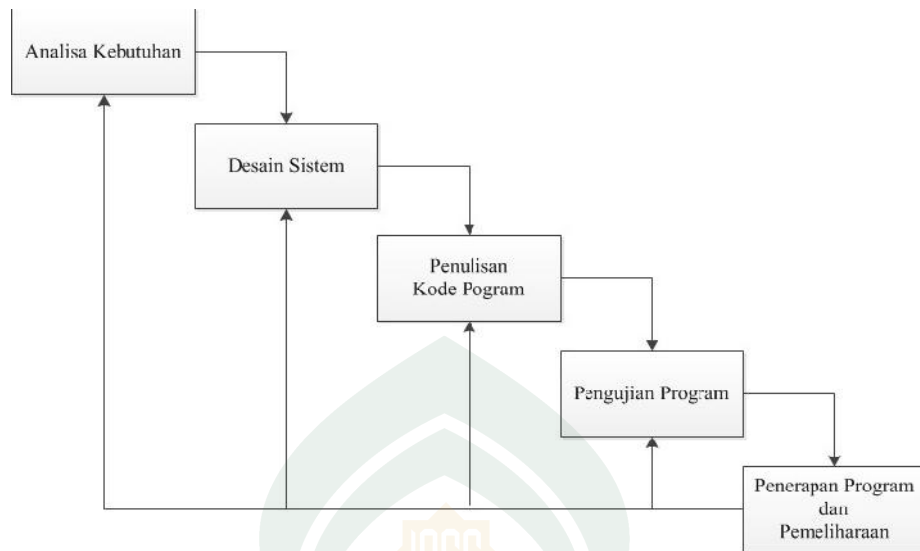 Analisa Kebutuhan
Desain Sistem
Penulisan
Kode Pogram
Pengujian Program
Penerapan Program
dan
Pemeliharaan